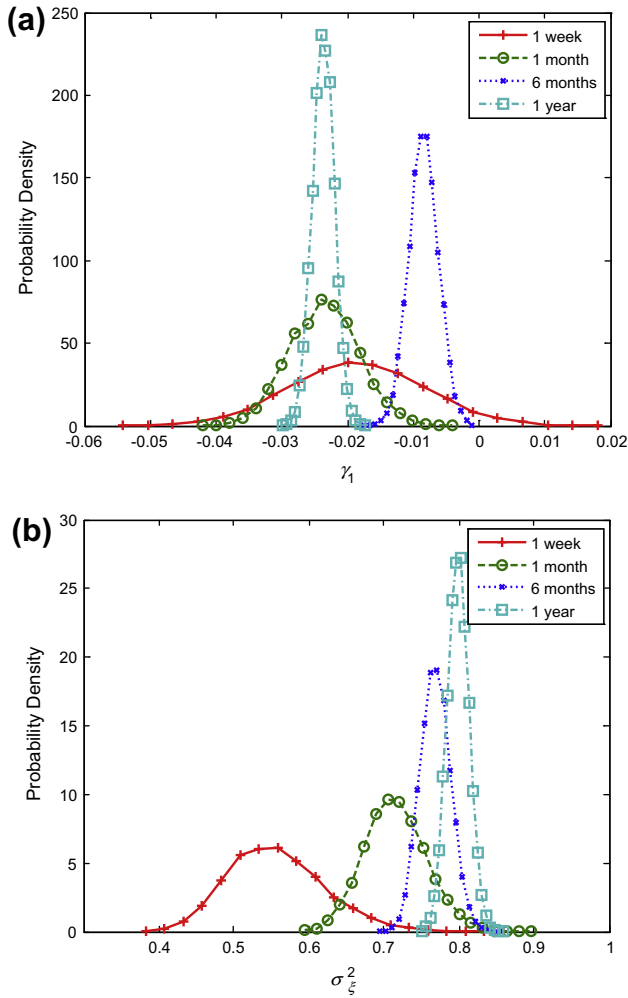 (a)
250
200
150
100
50
0
Probability Density
-0.06 -0.05 -0.04 -0.03 -0.02 -0.01 0 0.01 0.02
γ1
1 week
1 month
6 months
1 year
(b)
30
25
20
15
10
5
0
Probability Density
0.4 0.5 0.6 0.7 0.8 0.9 1
σ²ξ
1 week
1 month
6 months
1 year